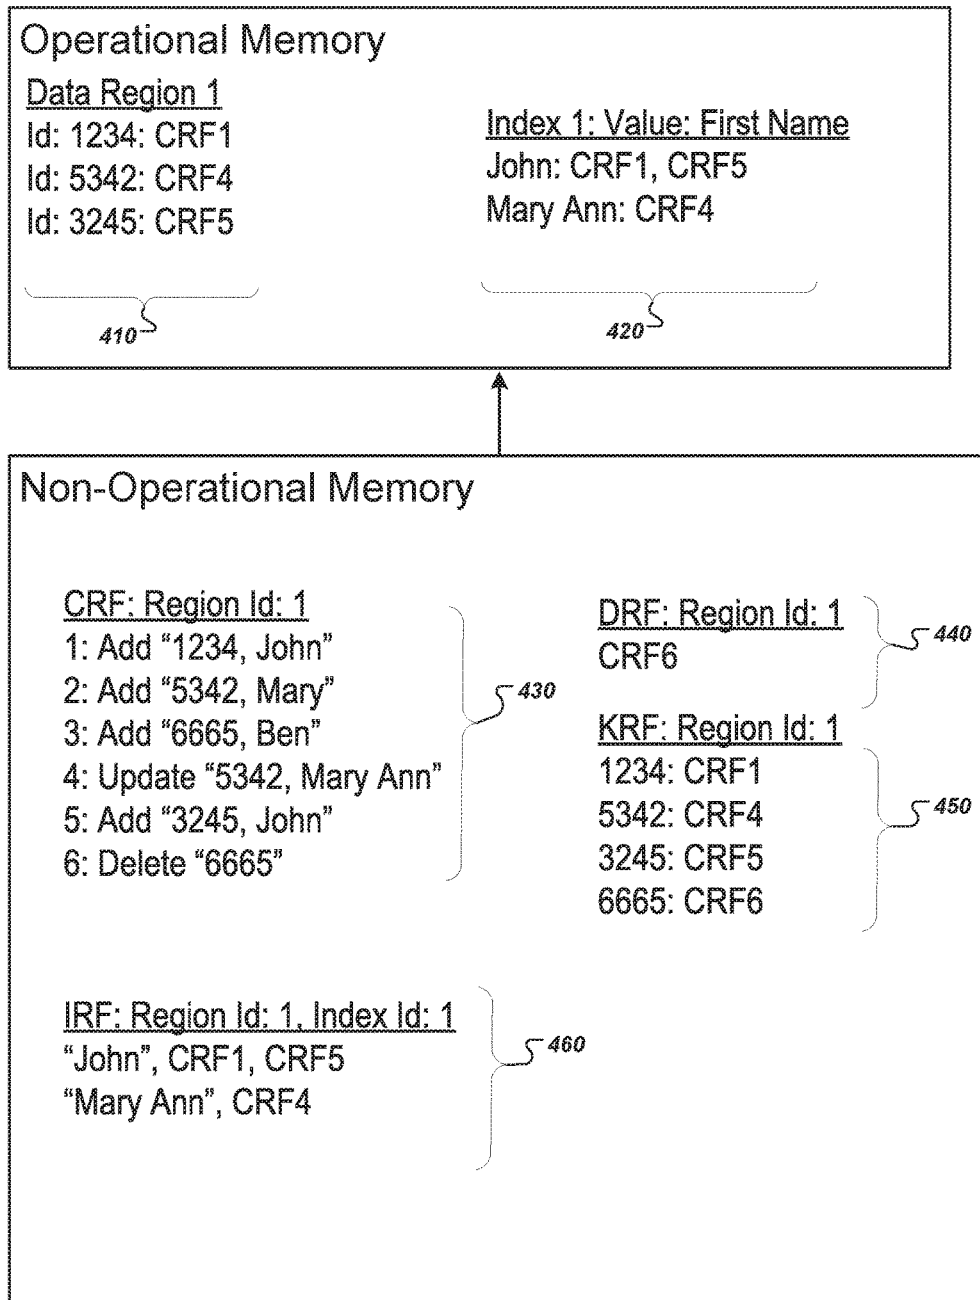 Operational Memory
Data Region 1
Id: 1234: CRF1
Id: 5342: CRF4
Id: 3245: CRF5
410
Index 1: Value: First Name
John: CRF1, CRF5
Mary Ann: CRF4
420
Non-Operational Memory
CRF: Region Id: 1
1: Add “1234, John”
2: Add “5342, Mary”
3: Add “6665, Ben”
4: Update “5342, Mary Ann”
5: Add “3245, John”
6: Delete “6665”
430
DRF: Region Id: 1
CRF6
440
KRF: Region Id: 1
1234: CRF1
5342: CRF4
3245: CRF5
6665: CRF6
450
IRF: Region Id: 1, Index Id: 1
“John”, CRF1, CRF5
“Mary Ann”, CRF4
460